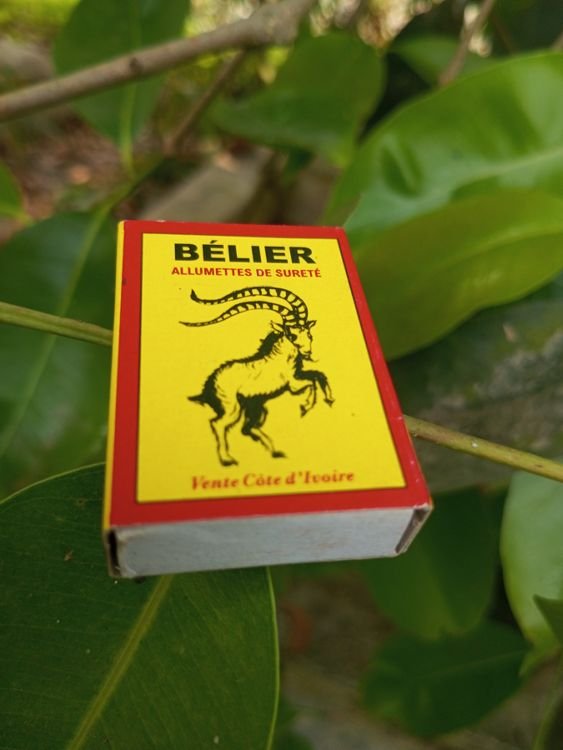 BÉLIER
ALLUMETTES DE SURETÉ
Vente Côte d'Ivoire